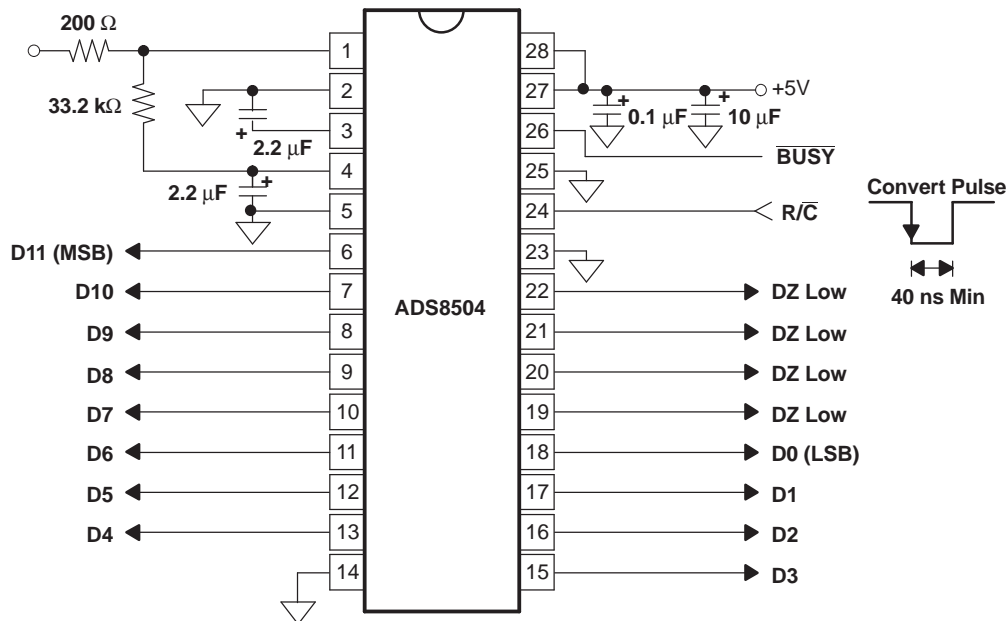 200 Ω
1
28
33.2 kΩ
2
27
+5V
+
+
+
0.1 µF
10 µF
3
26
2.2 µF
B̅U̅S̅Y̅
4
25
+
2.2 µF
Convert Pulse
5
24
R/C̅
D11 (MSB)
6
23
40 ns Min
D10
7
ADS8504
22
DZ Low
D9
8
21
DZ Low
D8
9
20
DZ Low
D7
10
19
DZ Low
D6
11
18
D0 (LSB)
D5
12
17
D1
D4
13
16
D2
14
15
D3